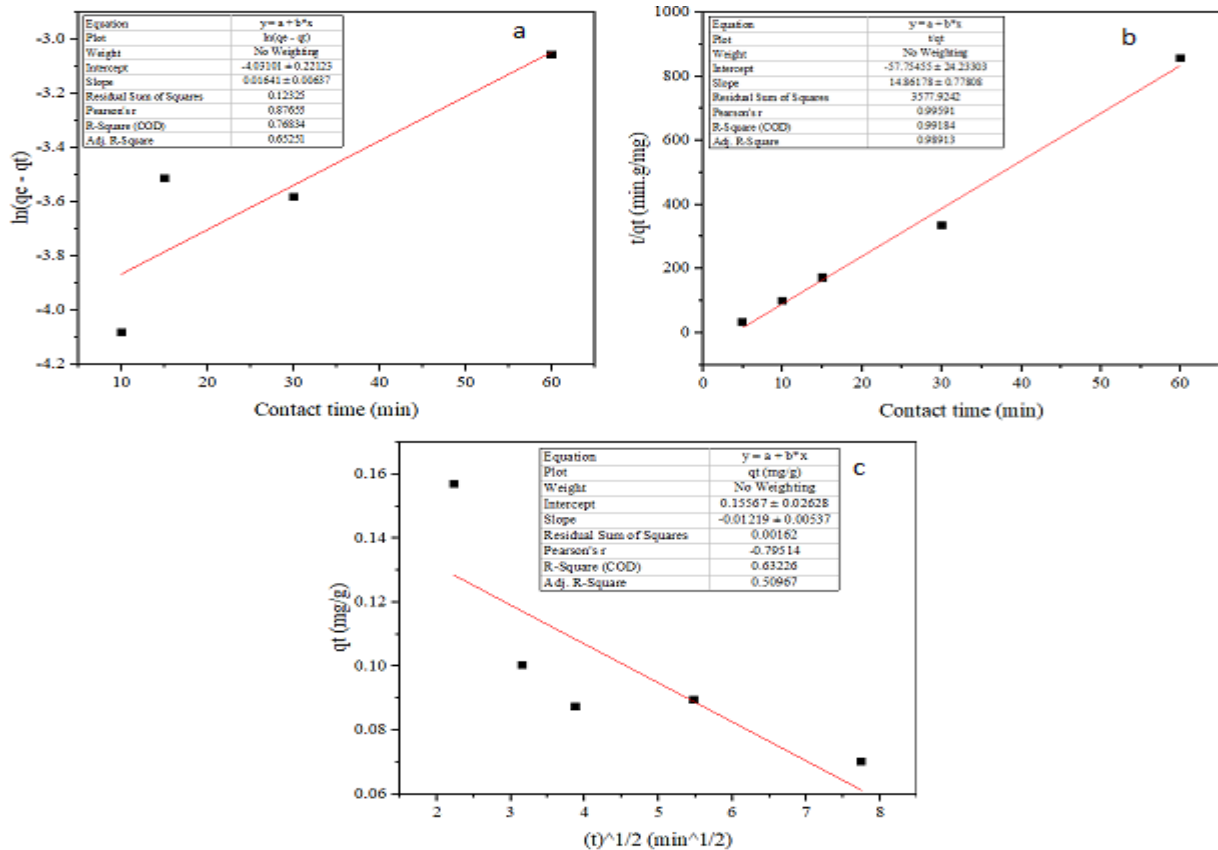 a
Equation y = a + b*x
Plot ln(qe - qt)
Weight No Weighting
Intercept -4.03101 ± 0.22123
Slope 0.01641 ± 0.00637
Residual Sum of Squares 0.12325
Pearson's r 0.87655
R-Square (COD) 0.76834
Adj. R-Square 0.65251
-3.0
-3.2
-3.4
-3.6
-3.8
-4.0
-4.2
ln(qe - qt)
10 20 30 40 50 60
Contact time (min)
b
Equation y = a + b*x
Plot t/qt
Weight No Weighting
Intercept -57.75455 ± 24.23303
Slope 14.86178 ± 0.77808
Residual Sum of Squares 3577.9242
Pearson's r 0.99591
R-Square (COD) 0.99184
Adj. R-Square 0.98913
1000
800
600
400
200
0
t/qt (min.g/mg)
0 10 20 30 40 50 60
Contact time (min)
c
Equation y = a + b*x
Plot qt (mg/g)
Weight No Weighting
Intercept 0.15567 ± 0.02628
Slope -0.01219 ± 0.00537
Residual Sum of Squares 0.00162
Pearson's r -0.79514
R-Square (COD) 0.63226
Adj. R-Square 0.50967
0.16
0.14
0.12
0.10
0.08
0.06
qt (mg/g)
2 3 4 5 6 7 8
(t)^1/2 (min^1/2)